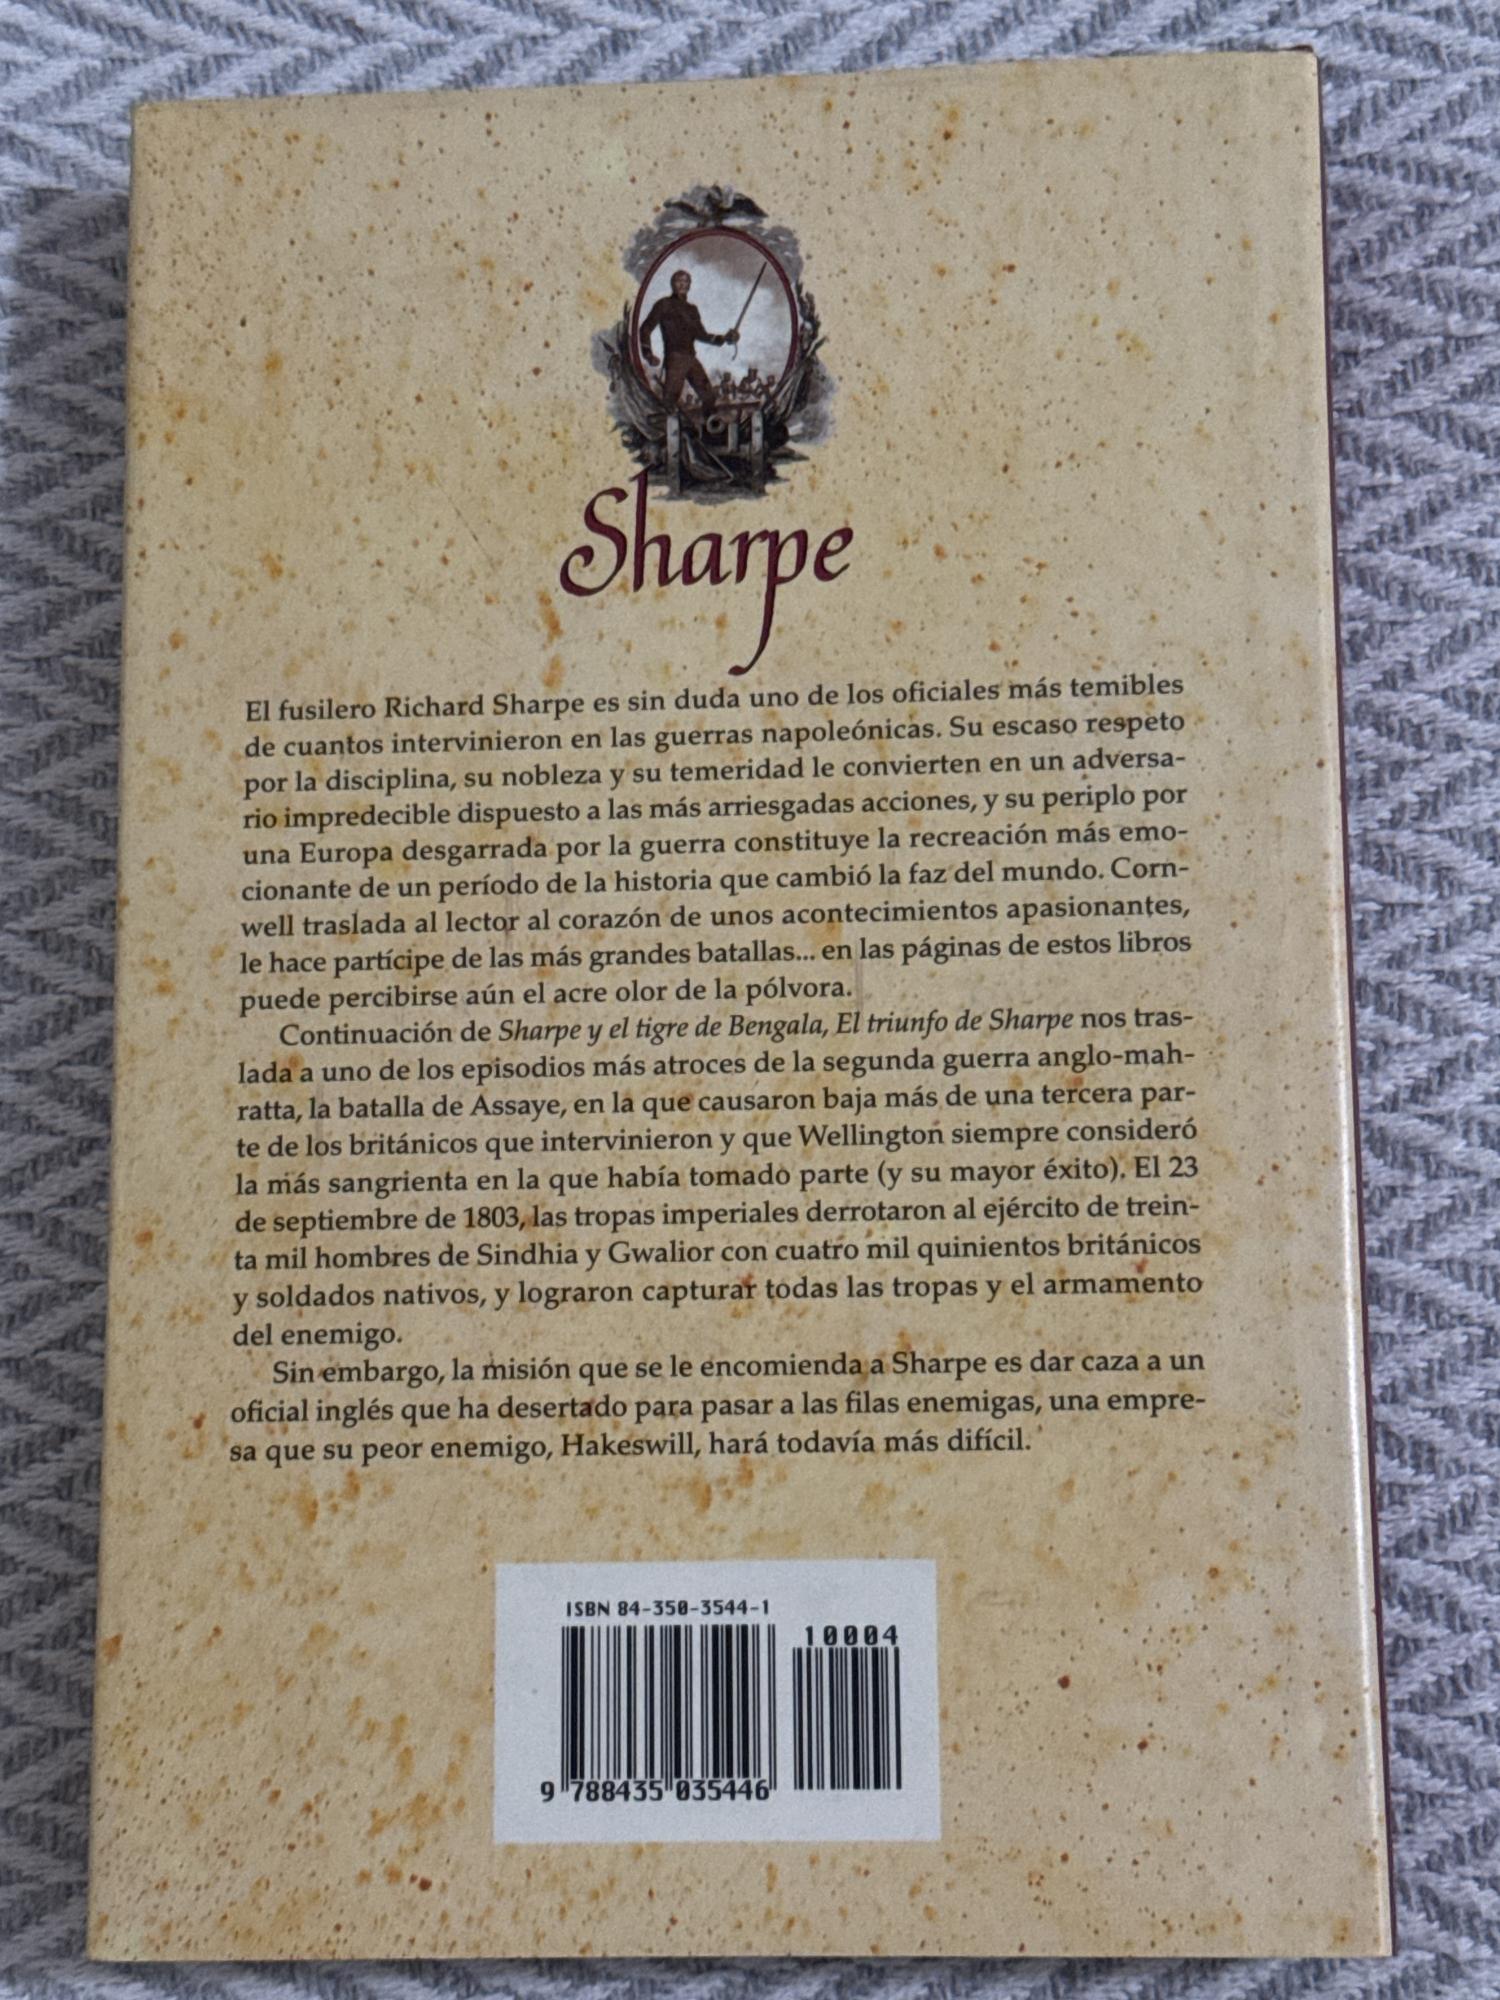 Sharpe
El fusilero Richard Sharpe es sin duda uno de los oficiales más temibles
de cuantos intervinieron en las guerras napoleónicas. Su escaso respeto
por la disciplina, su nobleza y su temeridad le convierten en un adversa-
rio impredecible dispuesto a las más arriesgadas acciones, y su periplo por
una Europa desgarrada por la guerra constituye la recreación más emo-
cionante de un período de la historia que cambió la faz del mundo. Corn-
well traslada al lector al corazón de unos acontecimientos apasionantes,
le hace partícipe de las más grandes batallas... en las páginas de estos libros
puede percibirse aún el acre olor de la pólvora.
Continuación de Sharpe y el tigre de Bengala, El triunfo de Sharpe nos tras-
lada a uno de los episodios más atroces de la segunda guerra anglo-mah-
ratta, la batalla de Assaye, en la que causaron baja más de una tercera par-
te de los británicos que intervinieron y que Wellington siempre consideró
la más sangrienta en la que había tomado parte (y su mayor éxito). El 23
de septiembre de 1803, las tropas imperiales derrotaron al ejército de trein-
ta mil hombres de Sindhia y Gwalior con cuatro mil quinientos británicos
y soldados nativos, y lograron capturar todas las tropas y el armamento
del enemigo.
Sin embargo, la misión que se le encomienda a Sharpe es dar caza a un
oficial inglés que ha desertado para pasar a las filas enemigas, una empre-
sa que su peor enemigo, Hakeswill, hará todavía más difícil.
ISBN 84-350-3544-1
10004
9 788435 035446